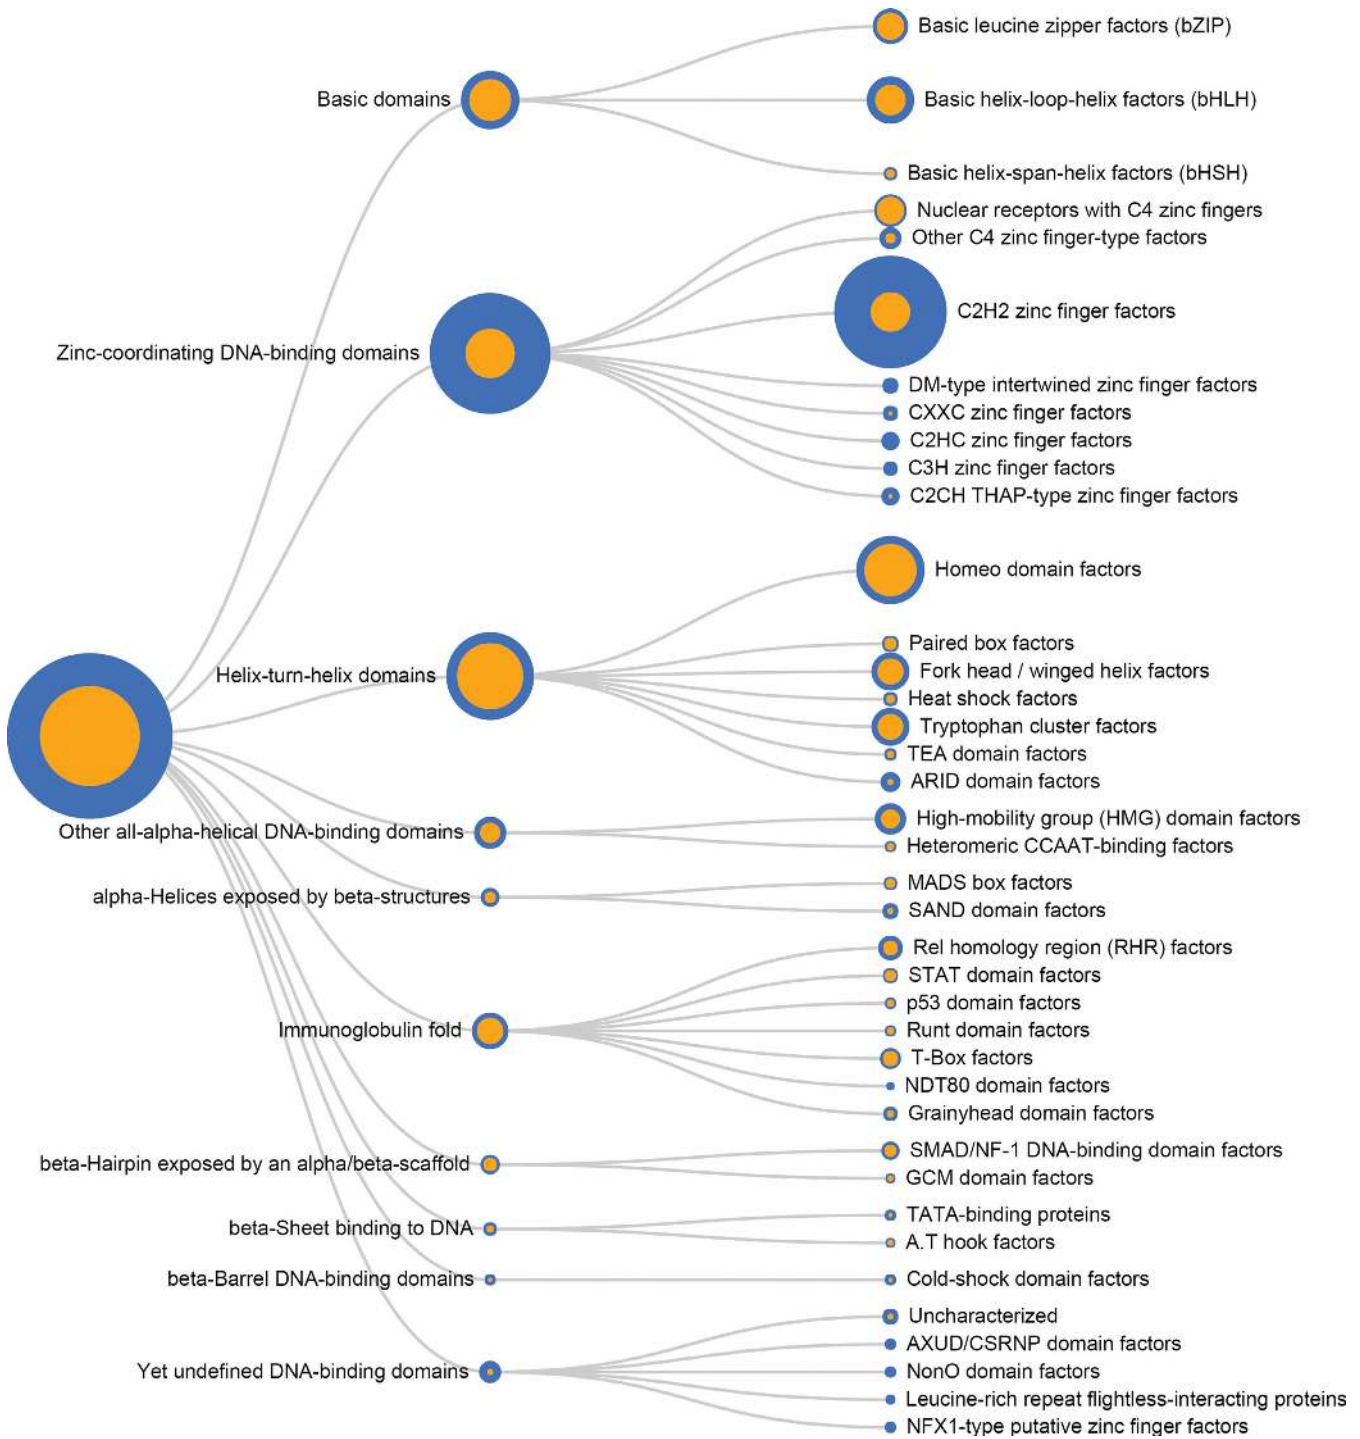 Basic domains
Basic leucine zipper factors (bZIP)
Basic helix-loop-helix factors (bHLH)
Basic helix-span-helix factors (bHSH)
Zinc-coordinating DNA-binding domains
Nuclear receptors with C4 zinc fingers
Other C4 zinc finger-type factors
C2H2 zinc finger factors
DM-type intertwined zinc finger factors
CXXC zinc finger factors
C2HC zinc finger factors
C3H zinc finger factors
C2CH THAP-type zinc finger factors
Helix-turn-helix domains
Homeo domain factors
Paired box factors
Fork head / winged helix factors
Heat shock factors
Tryptophan cluster factors
TEA domain factors
ARID domain factors
Other all-alpha-helical DNA-binding domains
High-mobility group (HMG) domain factors
Heteromeric CCAAT-binding factors
alpha-Helices exposed by beta-structures
MADS box factors
SAND domain factors
Immunoglobulin fold
Rel homology region (RHR) factors
STAT domain factors
p53 domain factors
Runt domain factors
T-Box factors
NDT80 domain factors
Grainyhead domain factors
beta-Hairpin exposed by an alpha/beta-scaffold
SMAD/NF-1 DNA-binding domain factors
GCM domain factors
beta-Sheet binding to DNA
TATA-binding proteins
A.T hook factors
beta-Barrel DNA-binding domains
Cold-shock domain factors
Yet undefined DNA-binding domains
Uncharacterized
AXUD/CSRNP domain factors
NonO domain factors
Leucine-rich repeat flightless-interacting proteins
NFX1-type putative zinc finger factors